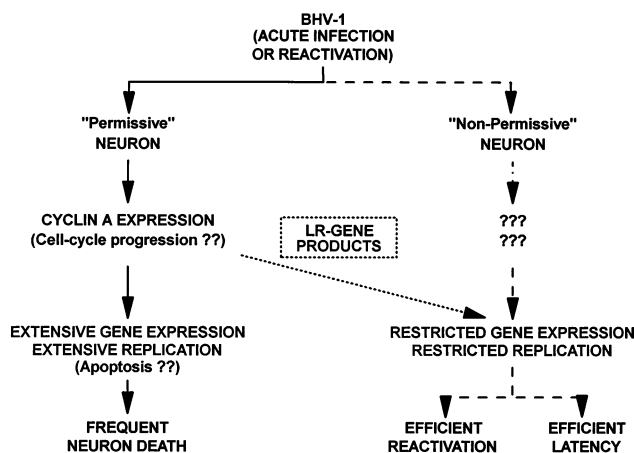 BHV-1
(ACUTE INFECTION
OR REACTIVATION)
"Permissive"
NEURON
"Non-Permissive"
NEURON
CYCLIN A EXPRESSION
(Cell-cycle progression ??)
LR-GENE
PRODUCTS
???
???
EXTENSIVE GENE EXPRESSION
EXTENSIVE REPLICATION
(Apoptosis ??)
RESTRICTED GENE EXPRESSION
RESTRICTED REPLICATION
FREQUENT
NEURON DEATH
EFFICIENT
REACTIVATION
EFFICIENT
LATENCY